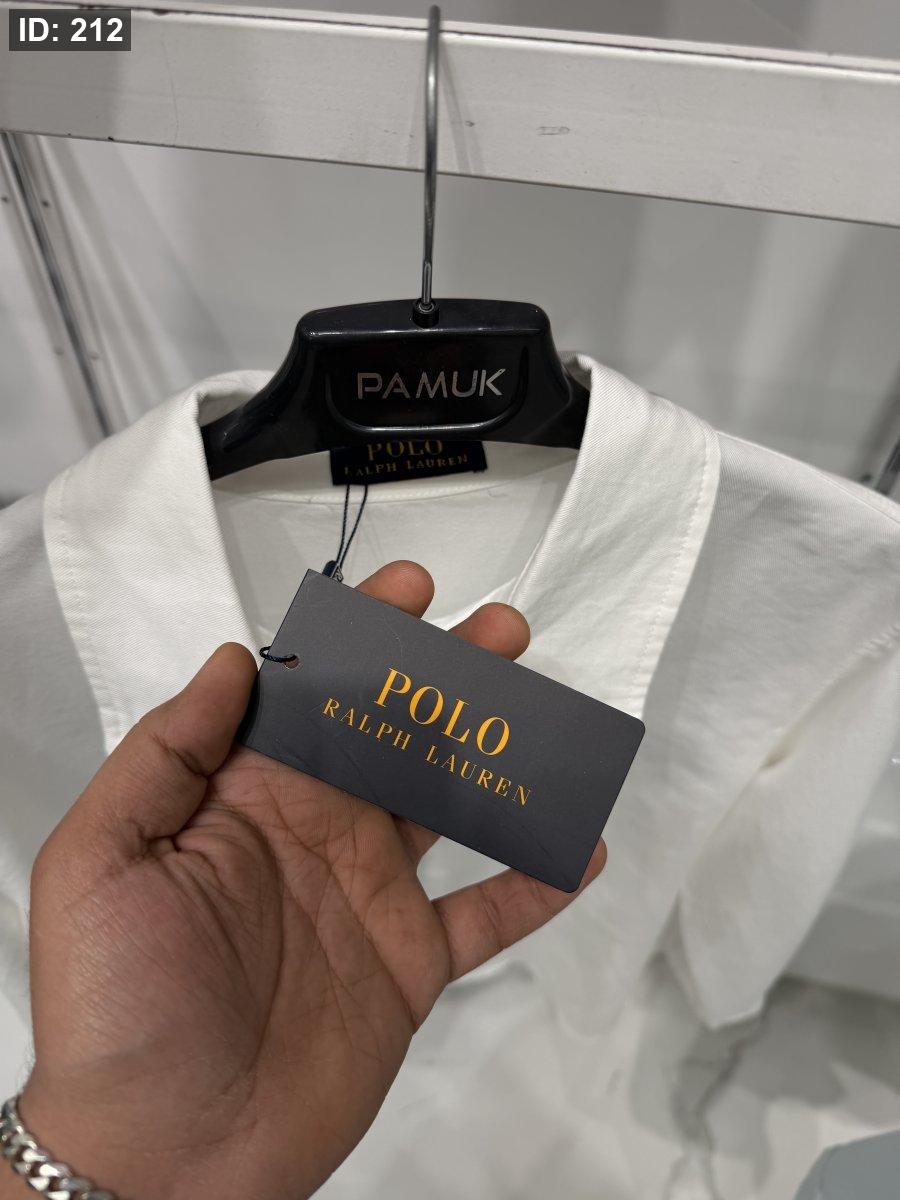 ID: 212
PAMUK
POLO
RALPH LAUREN
POLO
RALPH LAUREN